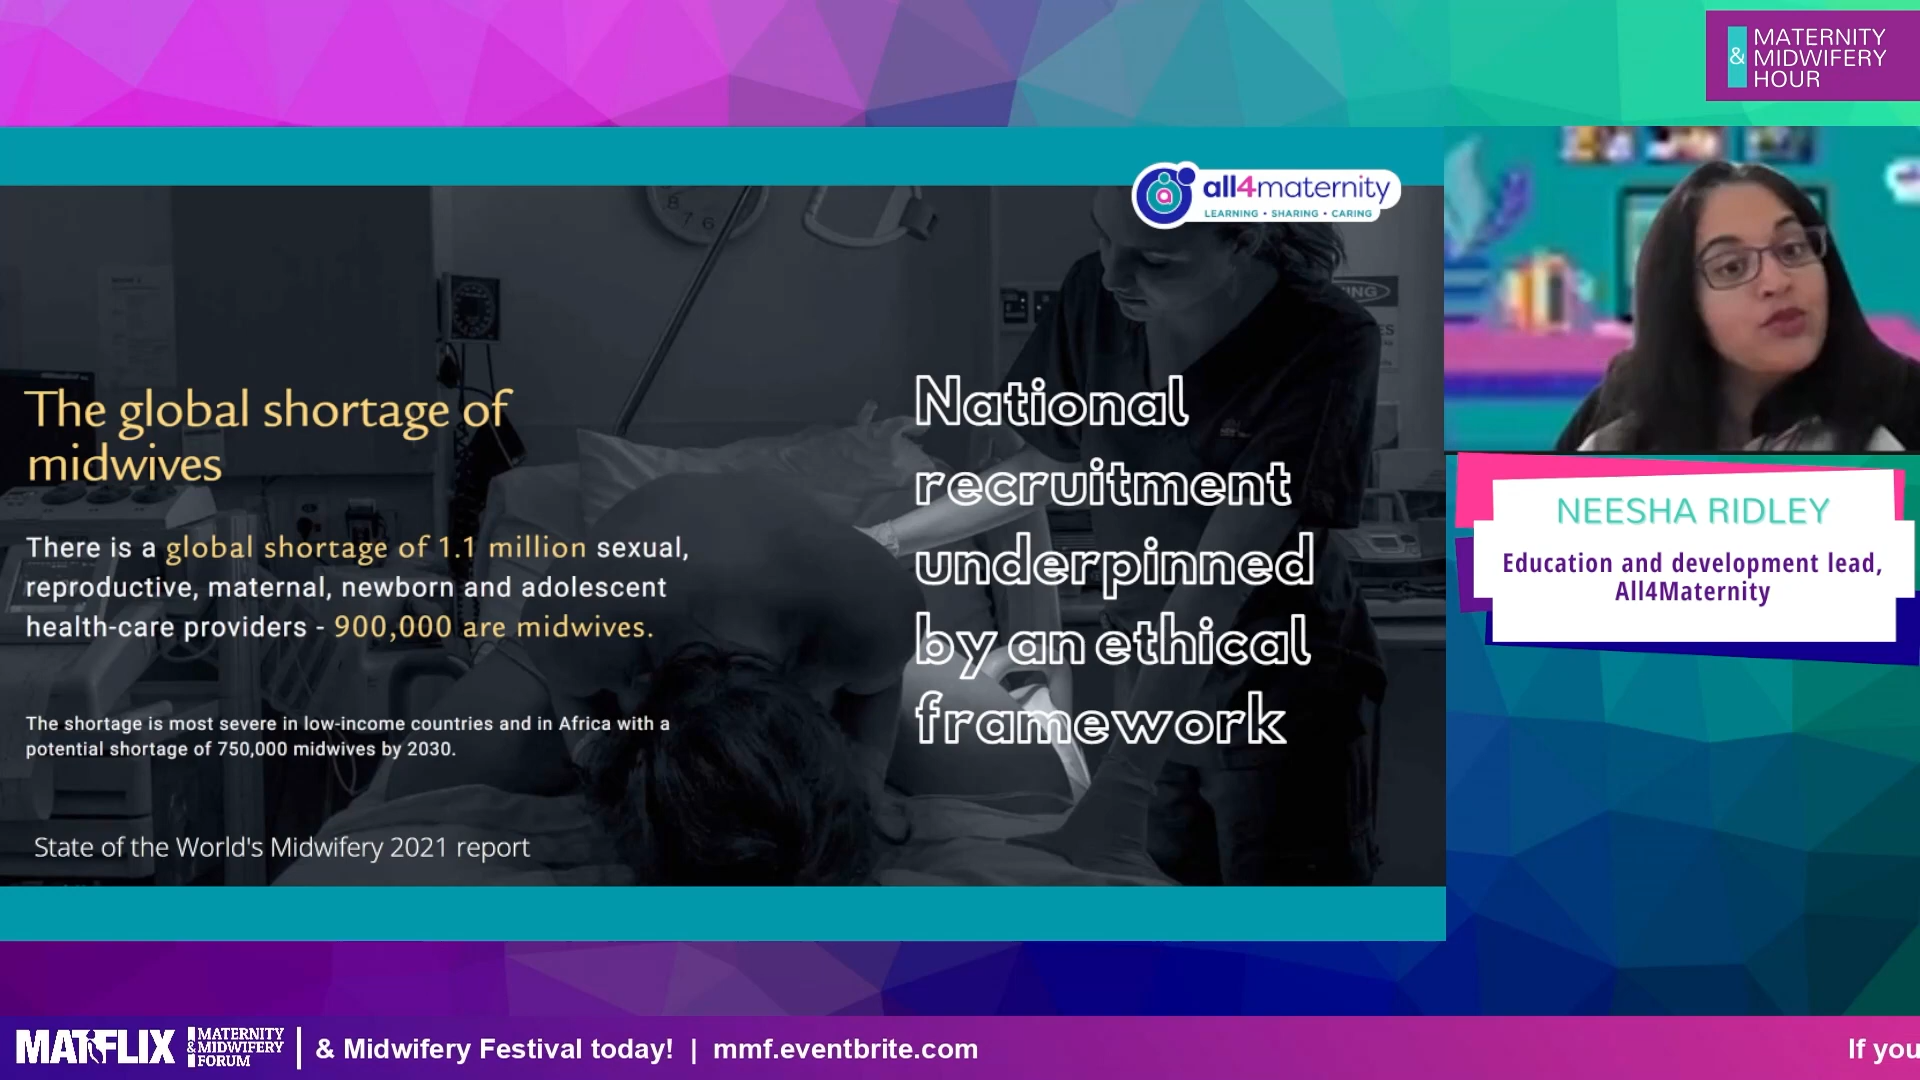 &
MATERNITY
MIDWIFERY
HOUR
all4maternity
LEARNING • SHARING • CARING
8 7 6
The global shortage of
midwives
There is a global shortage of 1.1 million sexual,
reproductive, maternal, newborn and adolescent
health-care providers - 900,000 are midwives.
The shortage is most severe in low-income countries and in Africa with a
potential shortage of 750,000 midwives by 2030.
State of the World's Midwifery 2021 report
National
recruitment
underpinned
by an ethical
framework
NEESHA RIDLEY
Education and development lead,
All4Maternity
MATFLIX
MATERNITY
& MIDWIFERY
FORUM
& Midwifery Festival today! | mmf.eventbrite.com
If you